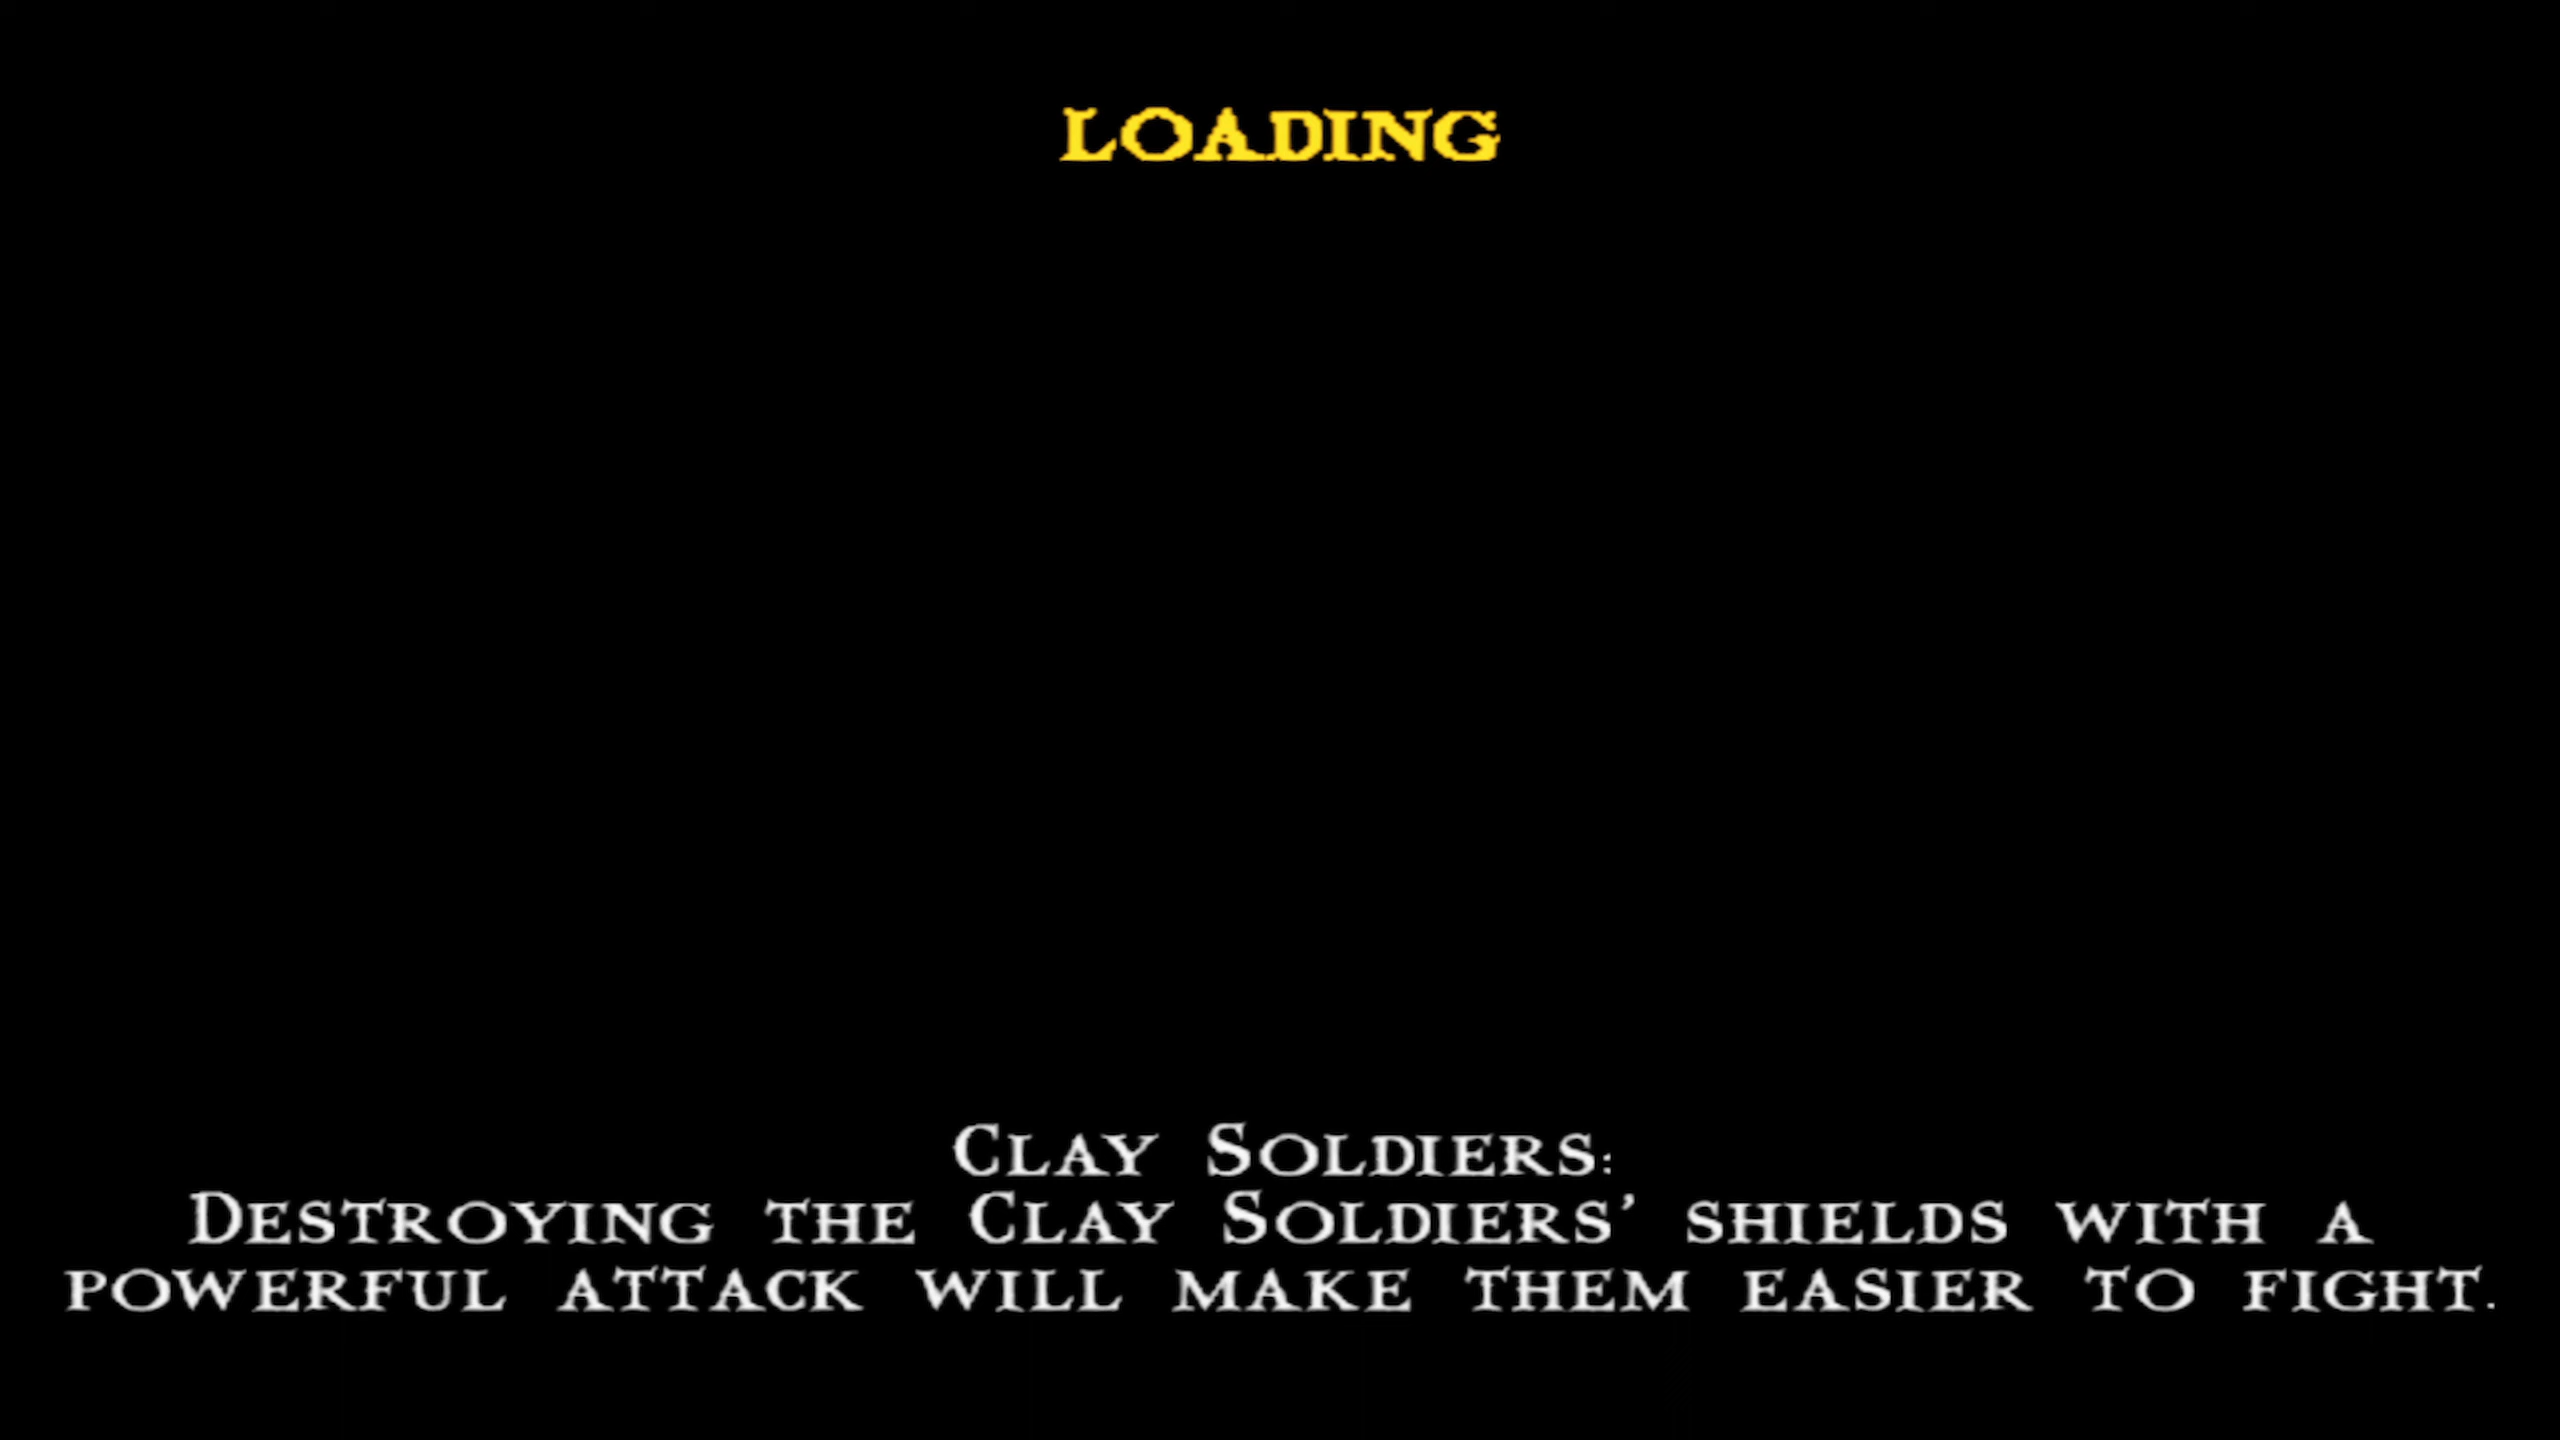 LOADING
Clay Soldiers:
Destroying the Clay Soldiers’ shields with a
powerful attack will make them easier to fight.